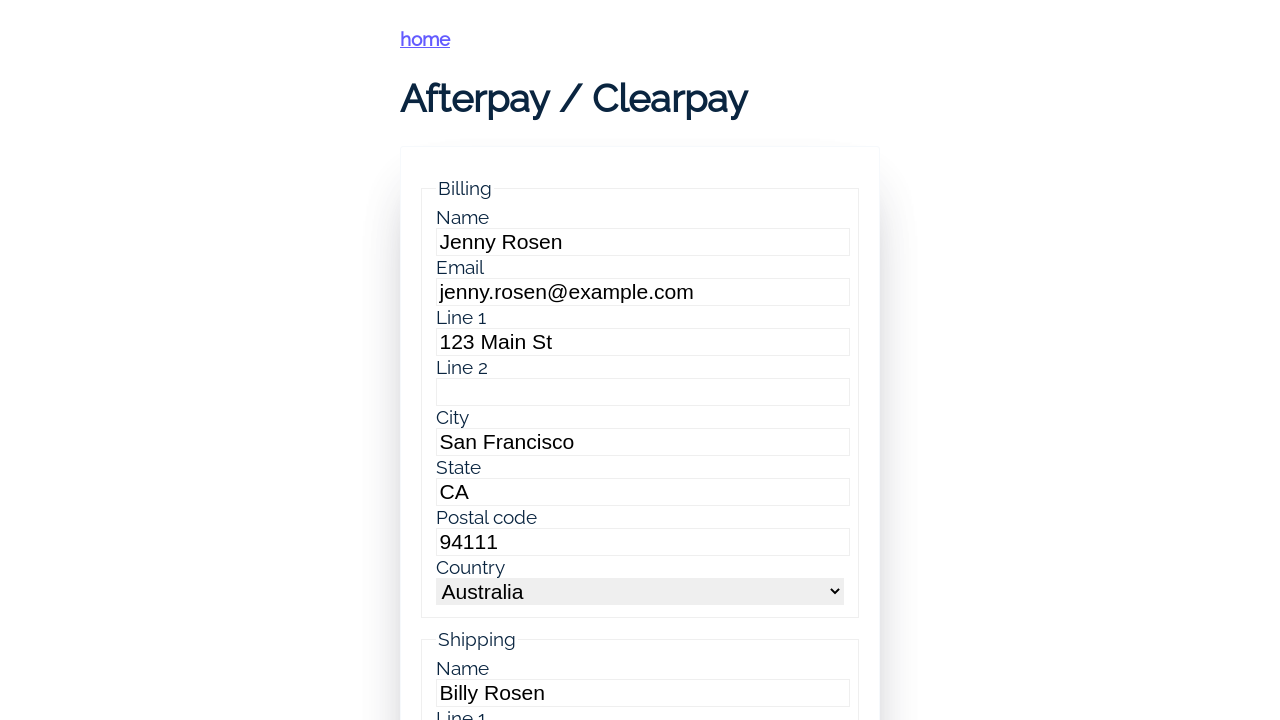 home
Afterpay / Clearpay
Billing
Name
Jenny Rosen
Email
jenny.rosen@example.com
Line 1
123 Main St
Line 2
City
San Francisco
State
CA
Postal code
94111
Country
Australia
Shipping
Name
Billy Rosen
Line 1